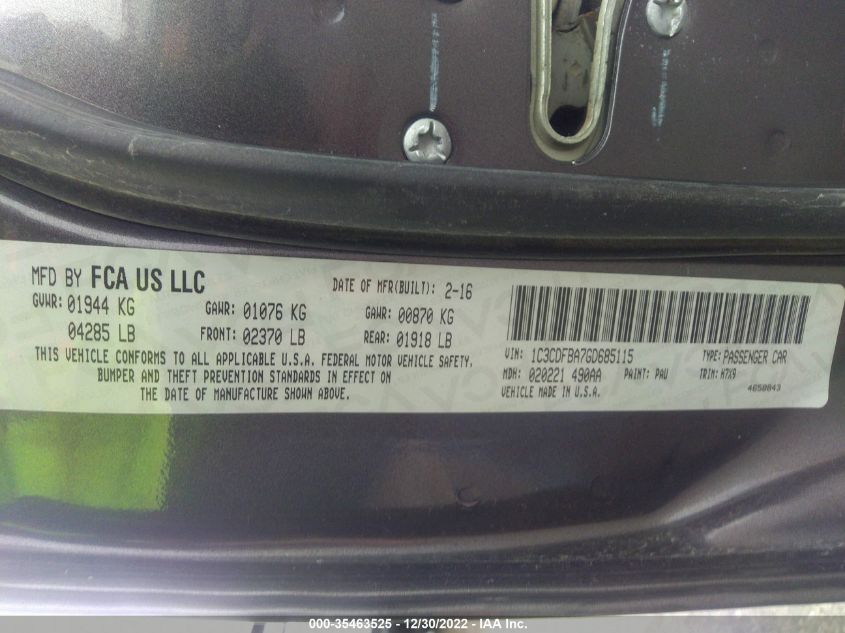 MFD BY FCA US LLC
DATE OF MFR(BUILT): 2-16
GVWR: 01944 KG
GAWR: 01076 KG
GAWR: 00870 KG
04285 LB
FRONT: 02370 LB
REAR: 01918 LB
THIS VEHICLE CONFORMS TO ALL APPLICABLE U.S.A. FEDERAL MOTOR VEHICLE SAFETY,
BUMPER AND THEFT PREVENTION STANDARDS IN EFFECT ON
THE DATE OF MANUFACTURE SHOWN ABOVE.
VIN: 1C3CDFBA7GD685115
TYPE: PASSENGER CAR
MDH: 020221 490AA
PAINT: PAU
TRIM: H7X9
VEHICLE MADE IN U.S.A.
4650843
000-35463525 - 12/30/2022 - IAA Inc.